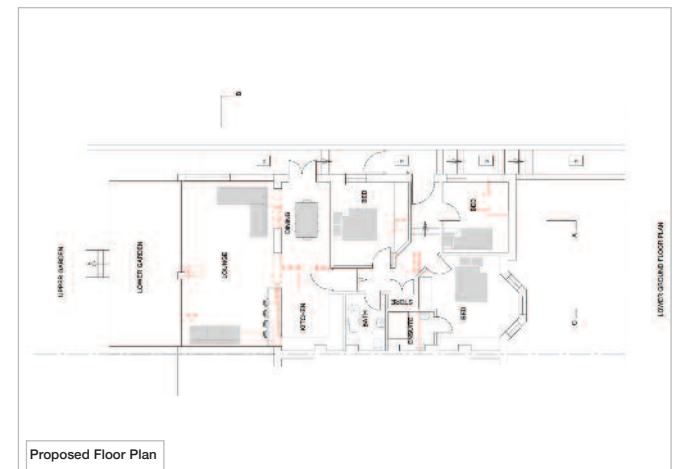 B
UPPER GARDEN
LOWER GARDEN
LOUNGE
DINING
KITCHEN
BED
BATH
ENSUITE
BED
BED
A
C
LOWER GROUND FLOOR PLAN
Proposed Floor Plan